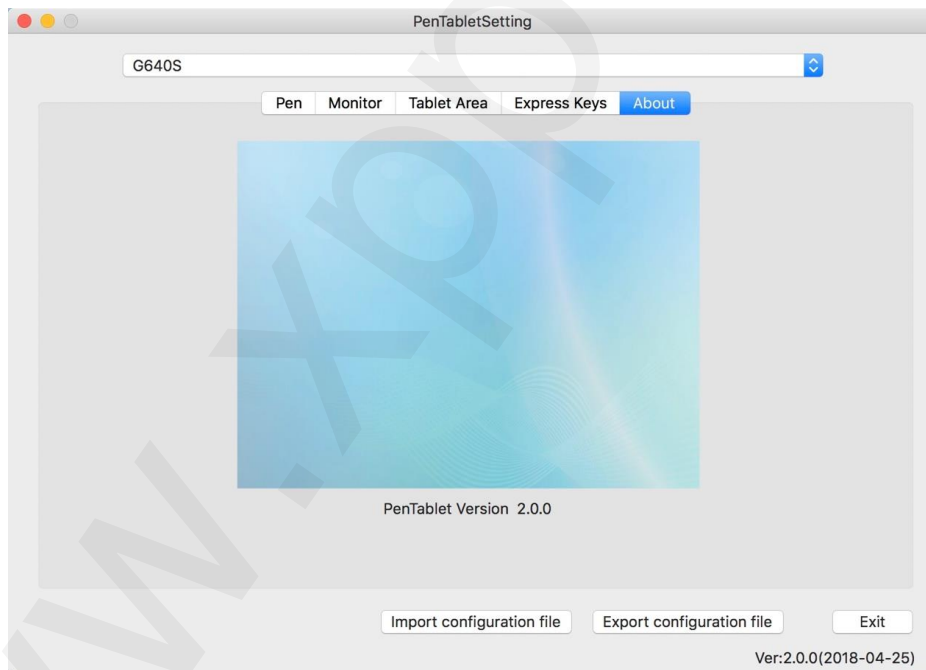 PenTabletSetting
G640S
Pen Monitor Tablet Area Express Keys About
PenTablet Version 2.0.0
Import configuration file Export configuration file Exit
Ver:2.0.0(2018-04-25)
w.xpp